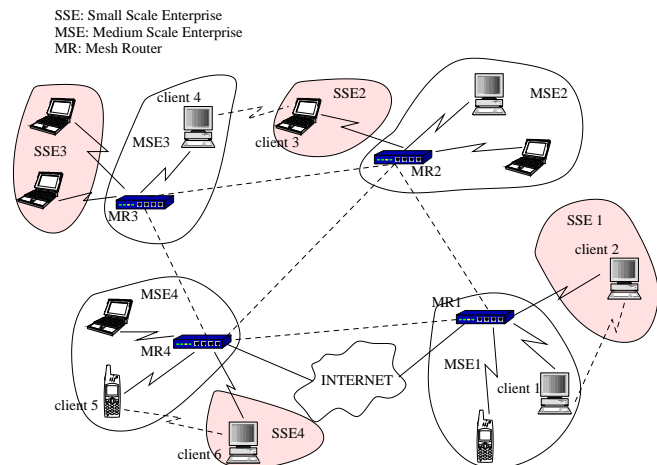 SSE: Small Scale Enterprise
MSE: Medium Scale Enterprise
MR: Mesh Router
client 4
SSE2
MSE2
MSE3
client 3
SSE3
MR2
MR3
SSE 1
client 2
MSE4
MR1
MR4
MSE1
INTERNET
client 1
client 5
SSE4
client 6